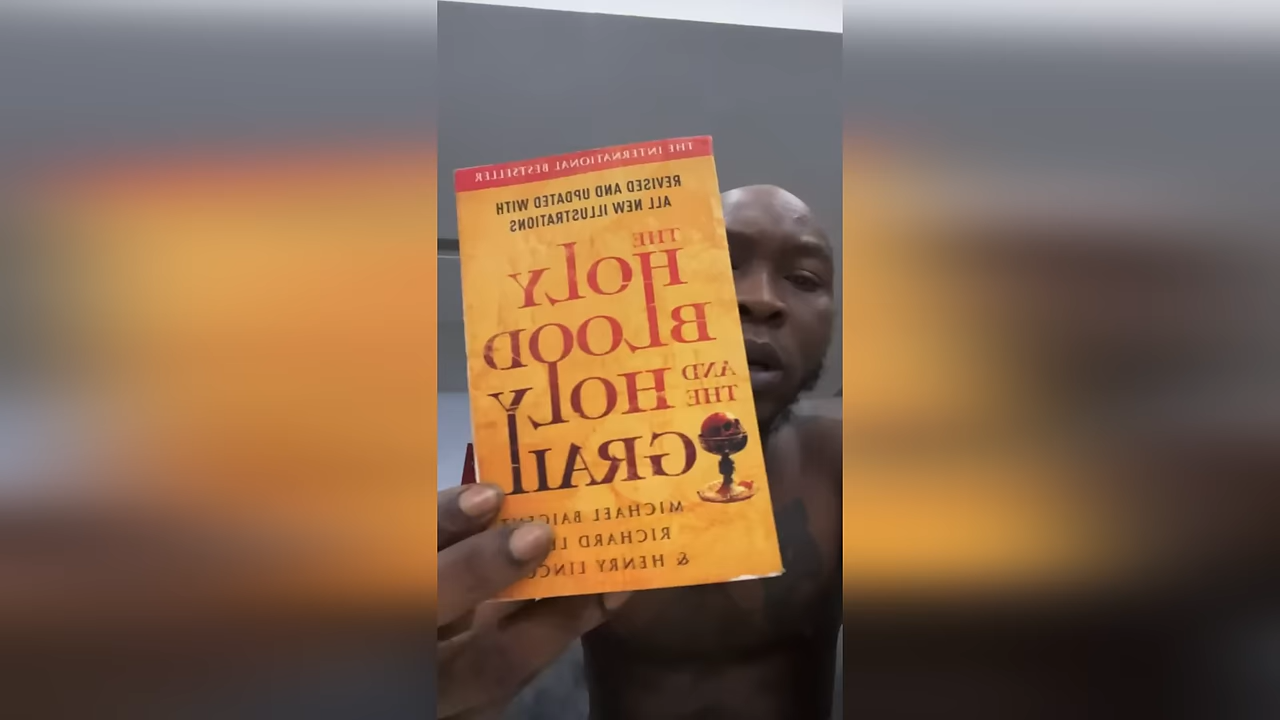 THE INTERNATIONAL BESTSELLER
REVISED AND UPDATED WITH
ALL NEW ILLUSTRATIONS
THE
HOLY
BLOOD
AND
THE HOLY
GRAIL
MICHAEL BAIGENT
RICHARD
& HENRY